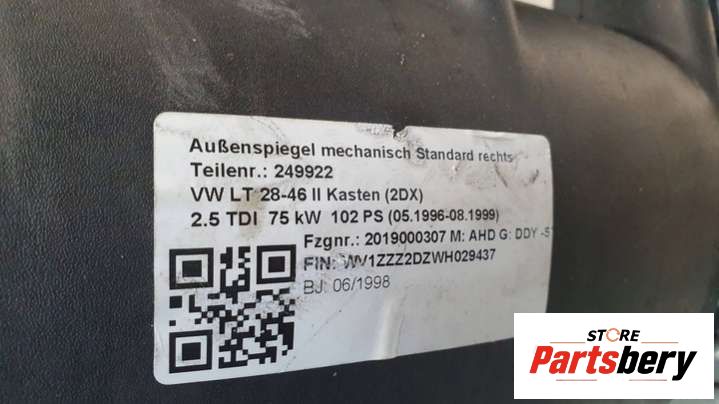 Außenspiegel mechanisch Standard rechts
Teilenr.: 249922
VW LT 28-46 II Kasten (2DX)
2.5 TDI 75 kW 102 PS (05.1996-08.1999)
Fzgnr.: 2019000307 M: AHD G: DDY
FIN: WV1ZZZ2DZWH029437
BJ: 06/1998
STORE
Partsbery